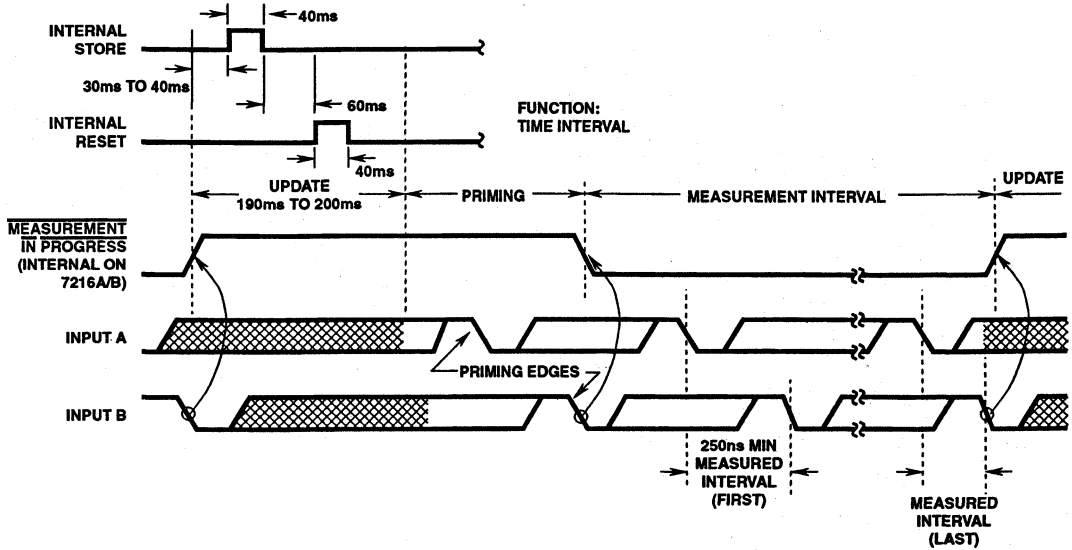 INTERNAL
STORE
40ms
30ms TO 40ms
60ms
FUNCTION:
TIME INTERVAL
INTERNAL
RESET
40ms
UPDATE
190ms TO 200ms
PRIMING
MEASUREMENT INTERVAL
UPDATE
MEASUREMENT
IN PROGRESS
(INTERNAL ON
7216A/B)
INPUT A
PRIMING EDGES
INPUT B
250ns MIN
MEASURED
INTERVAL
(FIRST)
MEASURED
INTERVAL
(LAST)